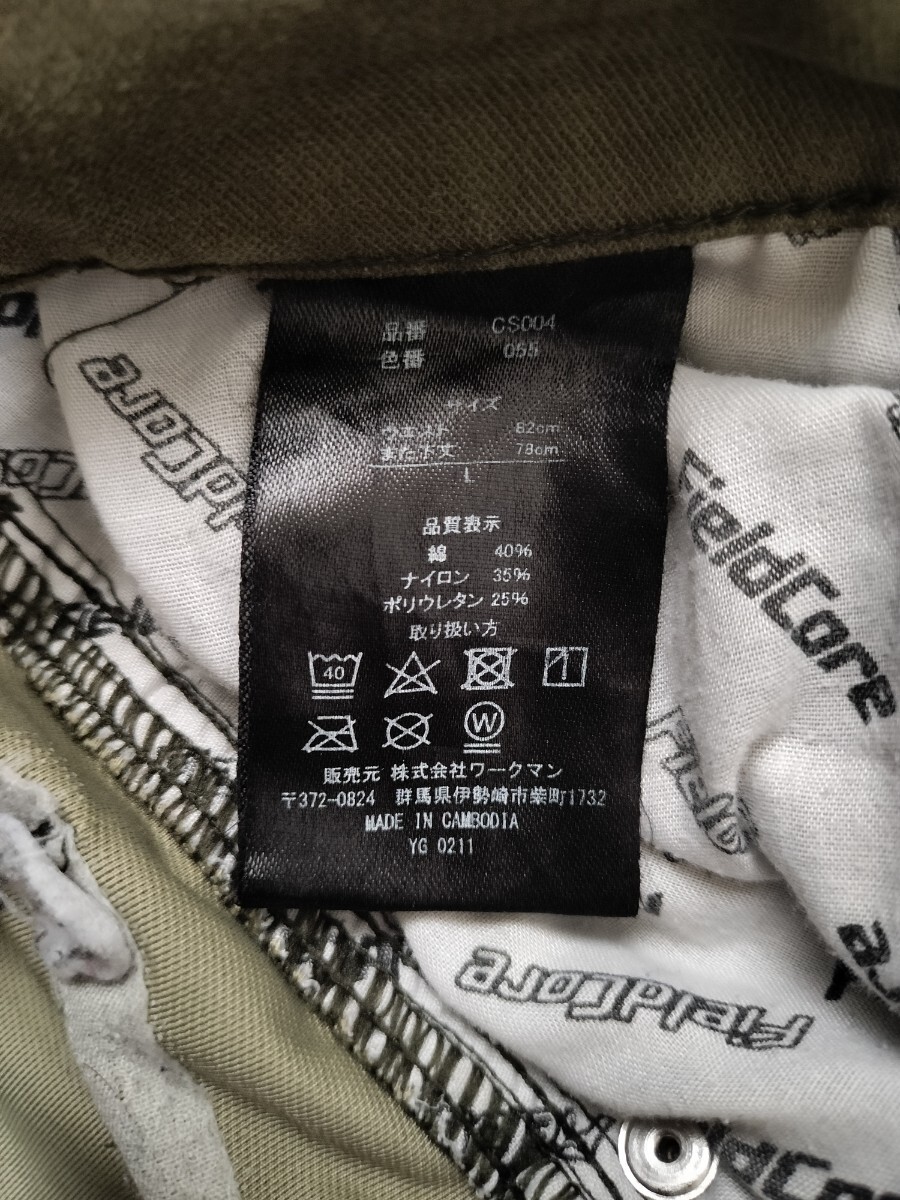 品番 CS004
色番 055
サイズ
ウエスト 82cm
また下丈 78cm
L
品質表示
綿 40%
ナイロン 35%
ポリウレタン 25%
取り扱い方
40
W
販売元 株式会社ワークマン
〒372-0824 群馬県伊勢崎市柴町1732
MADE IN CAMBODIA
YG 0211
FieldCore
FieldCore